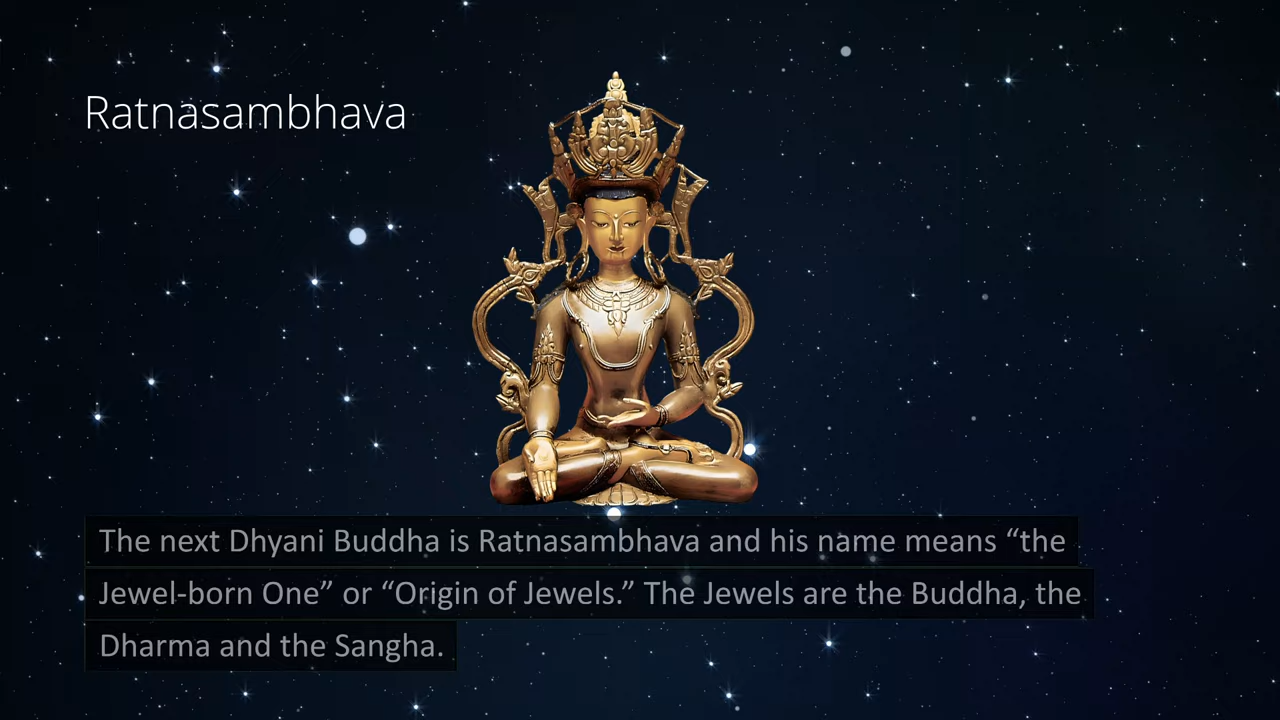 Ratnasambhava
The next Dhyani Buddha is Ratnasambhava and his name means “the
Jewel-born One” or “Origin of Jewels.” The Jewels are the Buddha, the
Dharma and the Sangha.